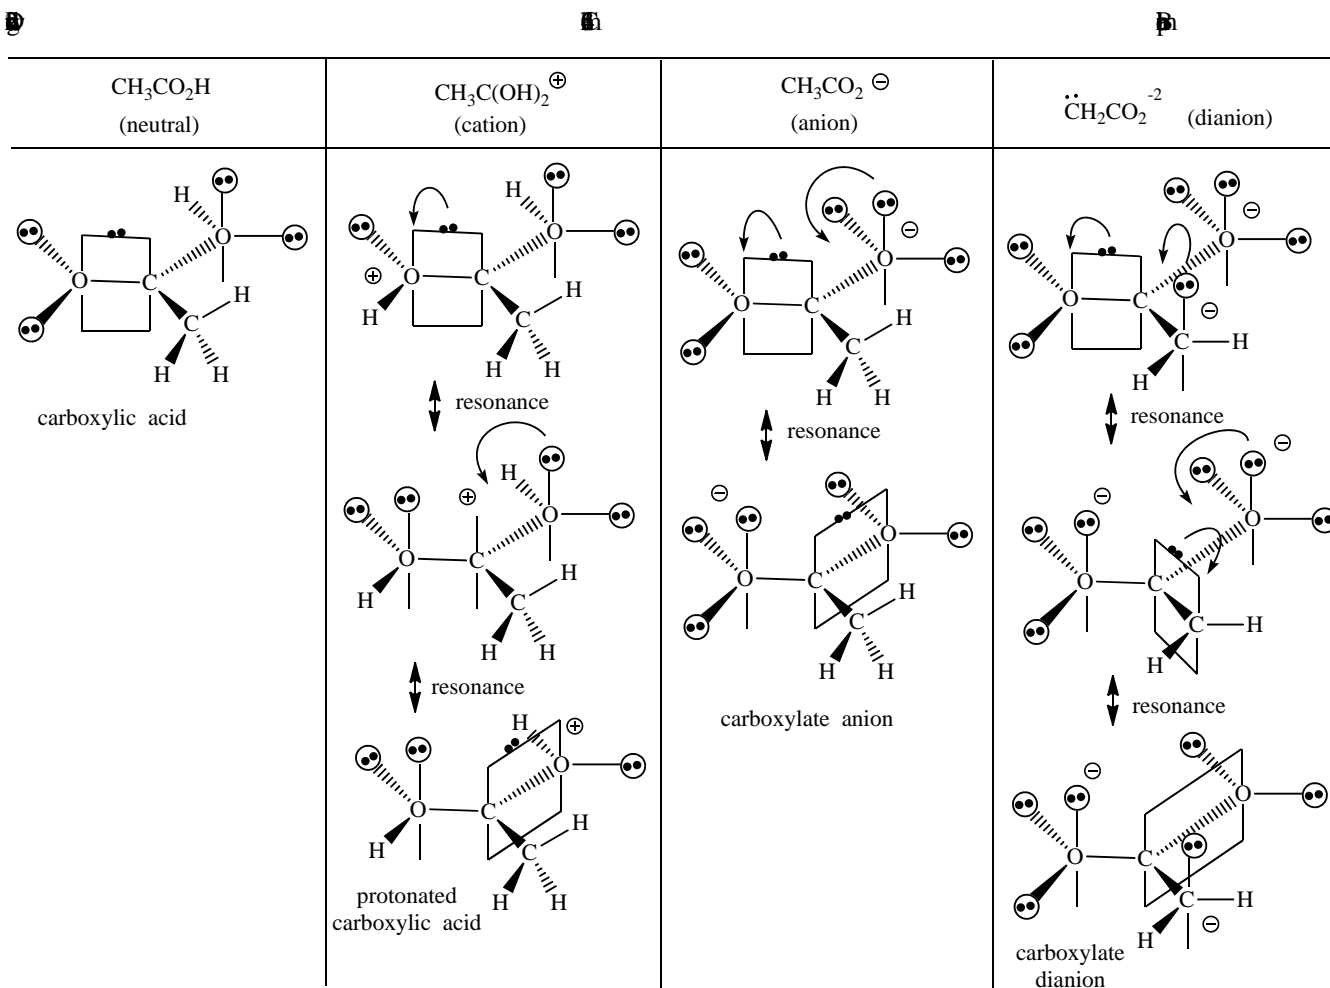 CH3CO2H
(neutral)
CH3C(OH)2 ⊕
(cation)
CH3CO2 ⊖
(anion)
C̈H2CO2 -2 (dianion)
H
O
O
C
H
C
H
H
carboxylic acid
H
O
⊕
O
C
H
H
C
H
H
resonance
⊕
H
O
O
C
H
H
C
H
H
resonance
H
⊕
O
O
C
H
H
C
H
H
protonated
carboxylic acid
⊖
O
O
C
H
C
H
H
resonance
⊖
O
O
C
H
C
H
H
carboxylate anion
⊖
O
O
C
⊖
C
H
H
resonance
⊖
⊖
O
O
C
C
H
H
resonance
⊖
O
O
C
C
H
H
⊖
carboxylate
dianion